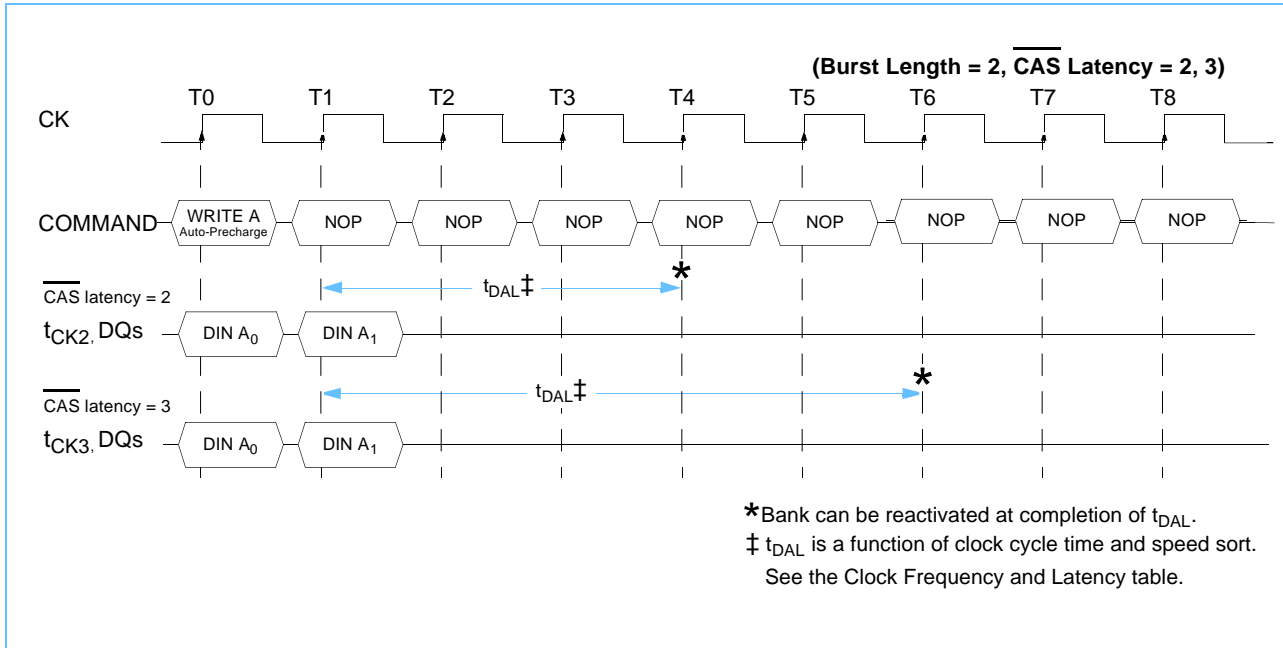 (Burst Length = 2, CAS Latency = 2, 3)
T0 T1 T2 T3 T4 T5 T6 T7 T8
CK
COMMAND WRITE A NOP NOP NOP NOP NOP NOP NOP NOP
Auto-Precharge
*
tDAL‡
CAS latency = 2
tCK2, DQs DIN A0 DIN A1
*
tDAL‡
CAS latency = 3
tCK3, DQs DIN A0 DIN A1
*Bank can be reactivated at completion of tDAL.
‡ tDAL is a function of clock cycle time and speed sort.
See the Clock Frequency and Latency table.